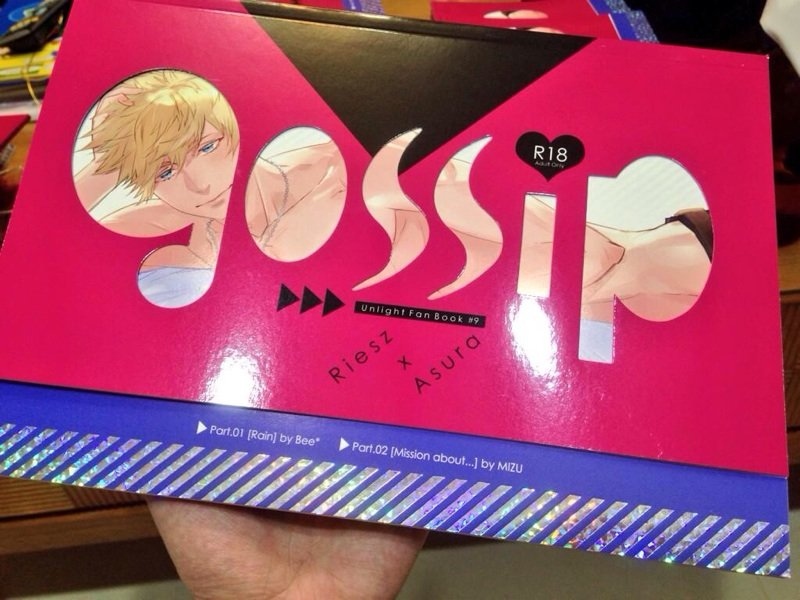 gossip
R18
Adult Only
Unlight Fan Book #9
Riesz
x
Asura
Part.01 [Rain] by Bee*
Part.02 [Mission about...] by MIZU